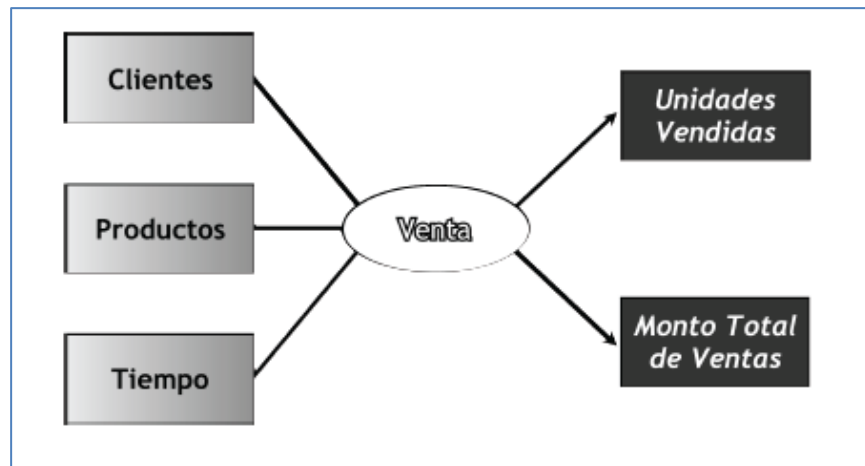 Clientes
Productos
Tiempo
Venta
Unidades
Vendidas
Monto Total
de Ventas